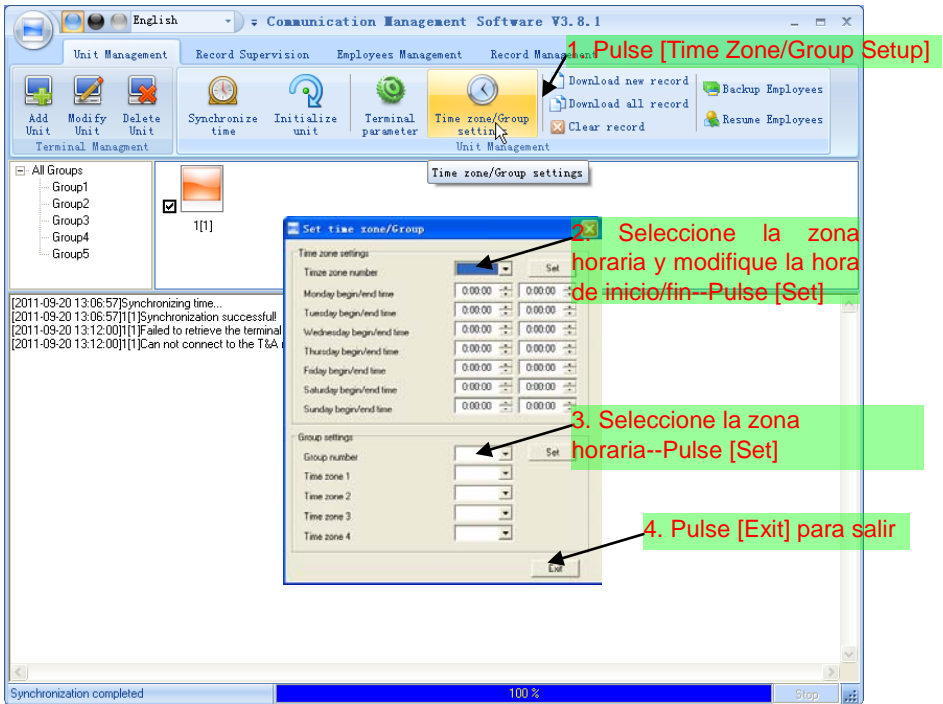 English
Communication Management Software V3.8.1
Unit Management
Record Supervision
Employees Management
Record Management
1. Pulse [Time Zone/Group Setup]
Add
Unit
Modify
Unit
Delete
Unit
Synchronize
time
Initialize
unit
Terminal
parameter
Time zone/Group
settings
Download new record
Download all record
Clear record
Backup Employees
Resume Employees
Terminal Managment
Unit Management
Time zone/Group settings
All Groups
Group1
Group2
Group3
Group4
Group5
1[1]
[2011-09-20 13:06:57]Synchronizing time...
[2011-09-20 13:06:57]1[1]Synchronization successful!
[2011-09-20 13:12:00]1[1]Failed to retrieve the terminal
[2011-09-20 13:12:00]1[1]Can not connect to the T&A
Set time zone/Group
Time zone settings
Timze zone number
Set
Monday begin/end time 0:00:00 0:00:00
Tuesday begin/end time 0:00:00 0:00:00
Wednesday begin/end time 0:00:00 0:00:00
Thursday begin/end time 0:00:00 0:00:00
Friday begin/end time 0:00:00 0:00:00
Saturday begin/end time 0:00:00 0:00:00
Sunday begin/end time 0:00:00 0:00:00
2. Seleccione la zona
horaria y modifique la hora
de inicio/fin--Pulse [Set]
Group settings
Group number
Set
Time zone 1
Time zone 2
Time zone 3
Time zone 4
Exit
3. Seleccione la zona
horaria--Pulse [Set]
4. Pulse [Exit] para salir
Synchronization completed
100 %
Stop